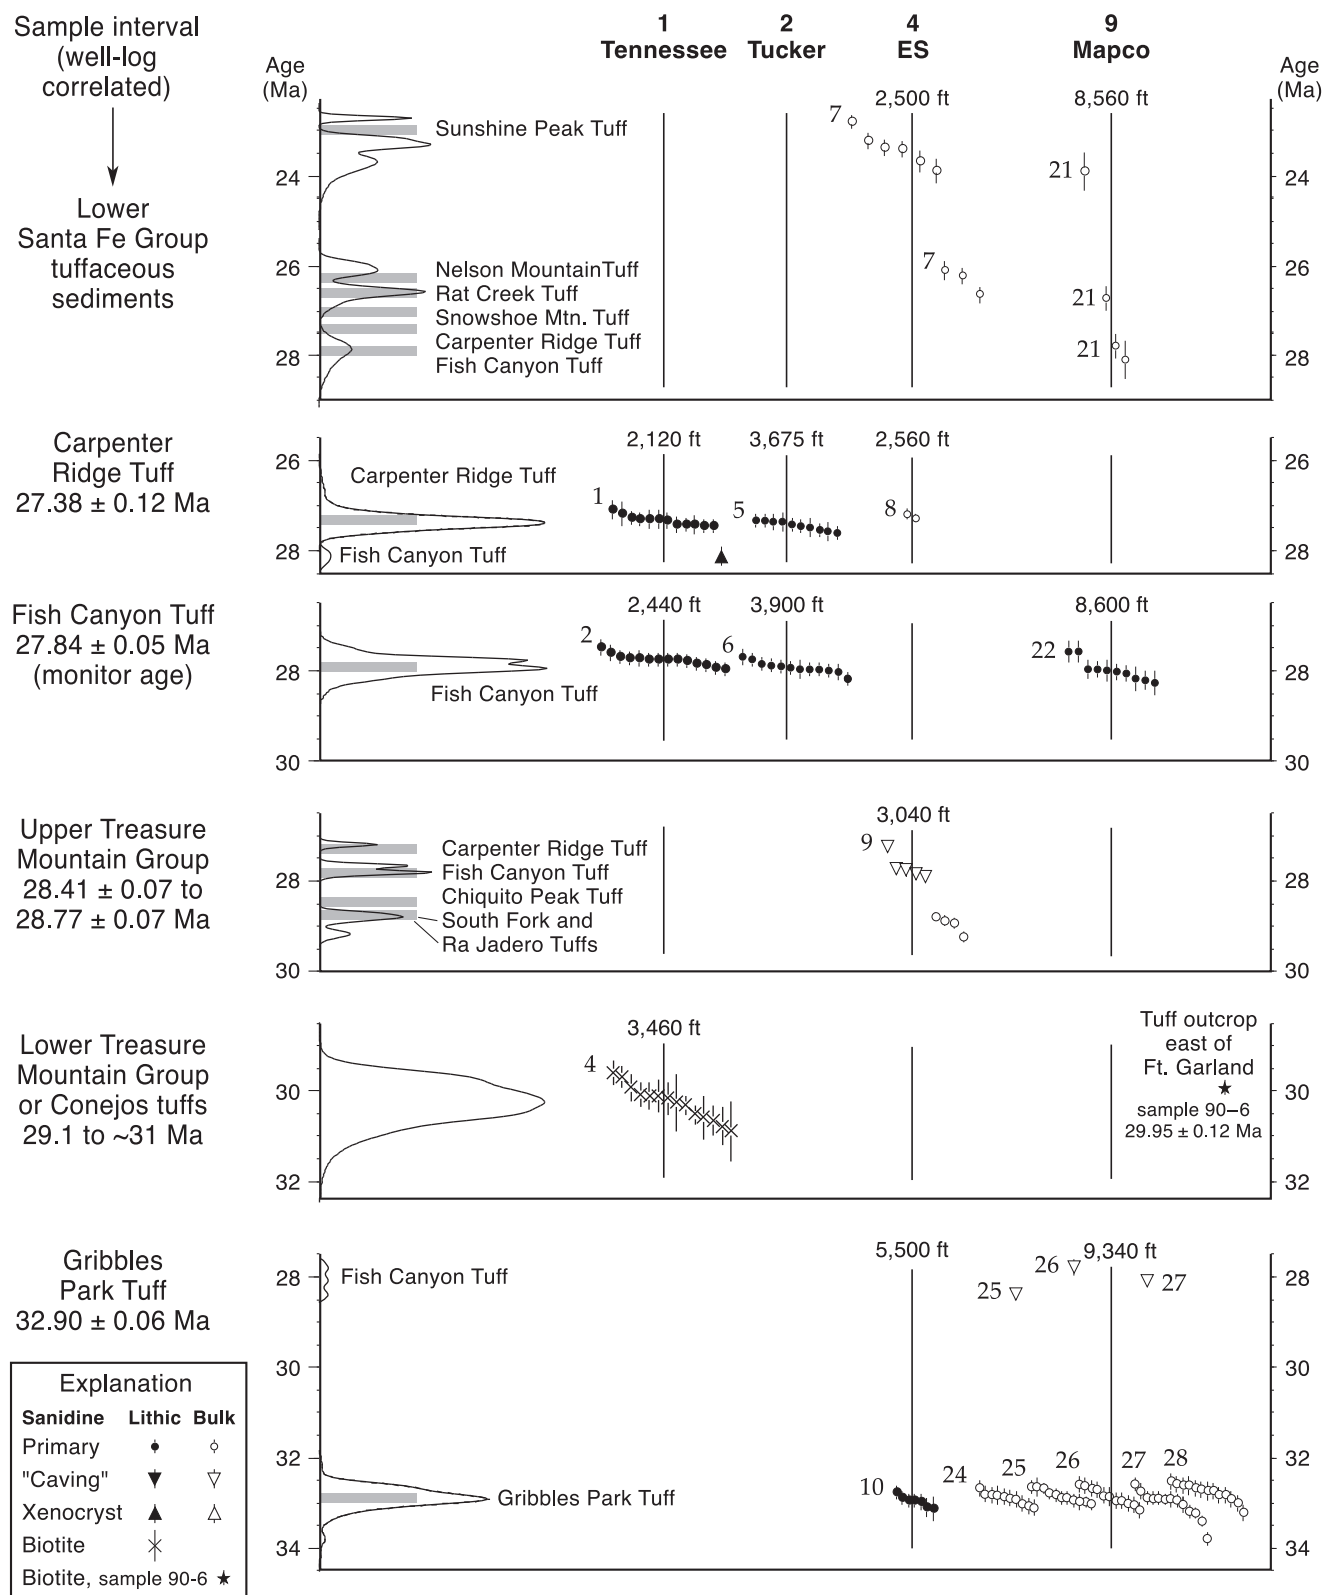 Sample interval
(well-log
correlated)
Lower
Santa Fe Group
tuffaceous
sediments
Age
(Ma)
1
Tennessee
2
Tucker
4
ES
9
Mapco
Age
(Ma)
2,500 ft
8,560 ft
24
26
28
Sunshine Peak Tuff
Nelson MountainTuff
Rat Creek Tuff
Snowshoe Mtn. Tuff
Carpenter Ridge Tuff
Fish Canyon Tuff
7
7
21
21
21
24
26
28
Carpenter
Ridge Tuff
27.38 ± 0.12 Ma
26
28
Carpenter Ridge Tuff
Fish Canyon Tuff
2,120 ft
3,675 ft
2,560 ft
1
5
8
26
28
Fish Canyon Tuff
27.84 ± 0.05 Ma
(monitor age)
28
30
Fish Canyon Tuff
2,440 ft
3,900 ft
8,600 ft
2
6
22
28
30
Upper Treasure
Mountain Group
28.41 ± 0.07 to
28.77 ± 0.07 Ma
28
30
Carpenter Ridge Tuff
Fish Canyon Tuff
Chiquito Peak Tuff
South Fork and
Ra Jadero Tuffs
3,040 ft
9
28
30
Lower Treasure
Mountain Group
or Conejos tuffs
29.1 to ~31 Ma
30
32
3,460 ft
4
Tuff outcrop
east of
Ft. Garland
sample 90–6
29.95 ± 0.12 Ma
30
32
Gribbles
Park Tuff
32.90 ± 0.06 Ma
28
30
32
34
Fish Canyon Tuff
Gribbles Park Tuff
5,500 ft
9,340 ft
25
26
27
10
24
25
26
27
28
28
30
32
34
Explanation
Sanidine Lithic Bulk
Primary
"Caving"
Xenocryst
Biotite
Biotite, sample 90-6